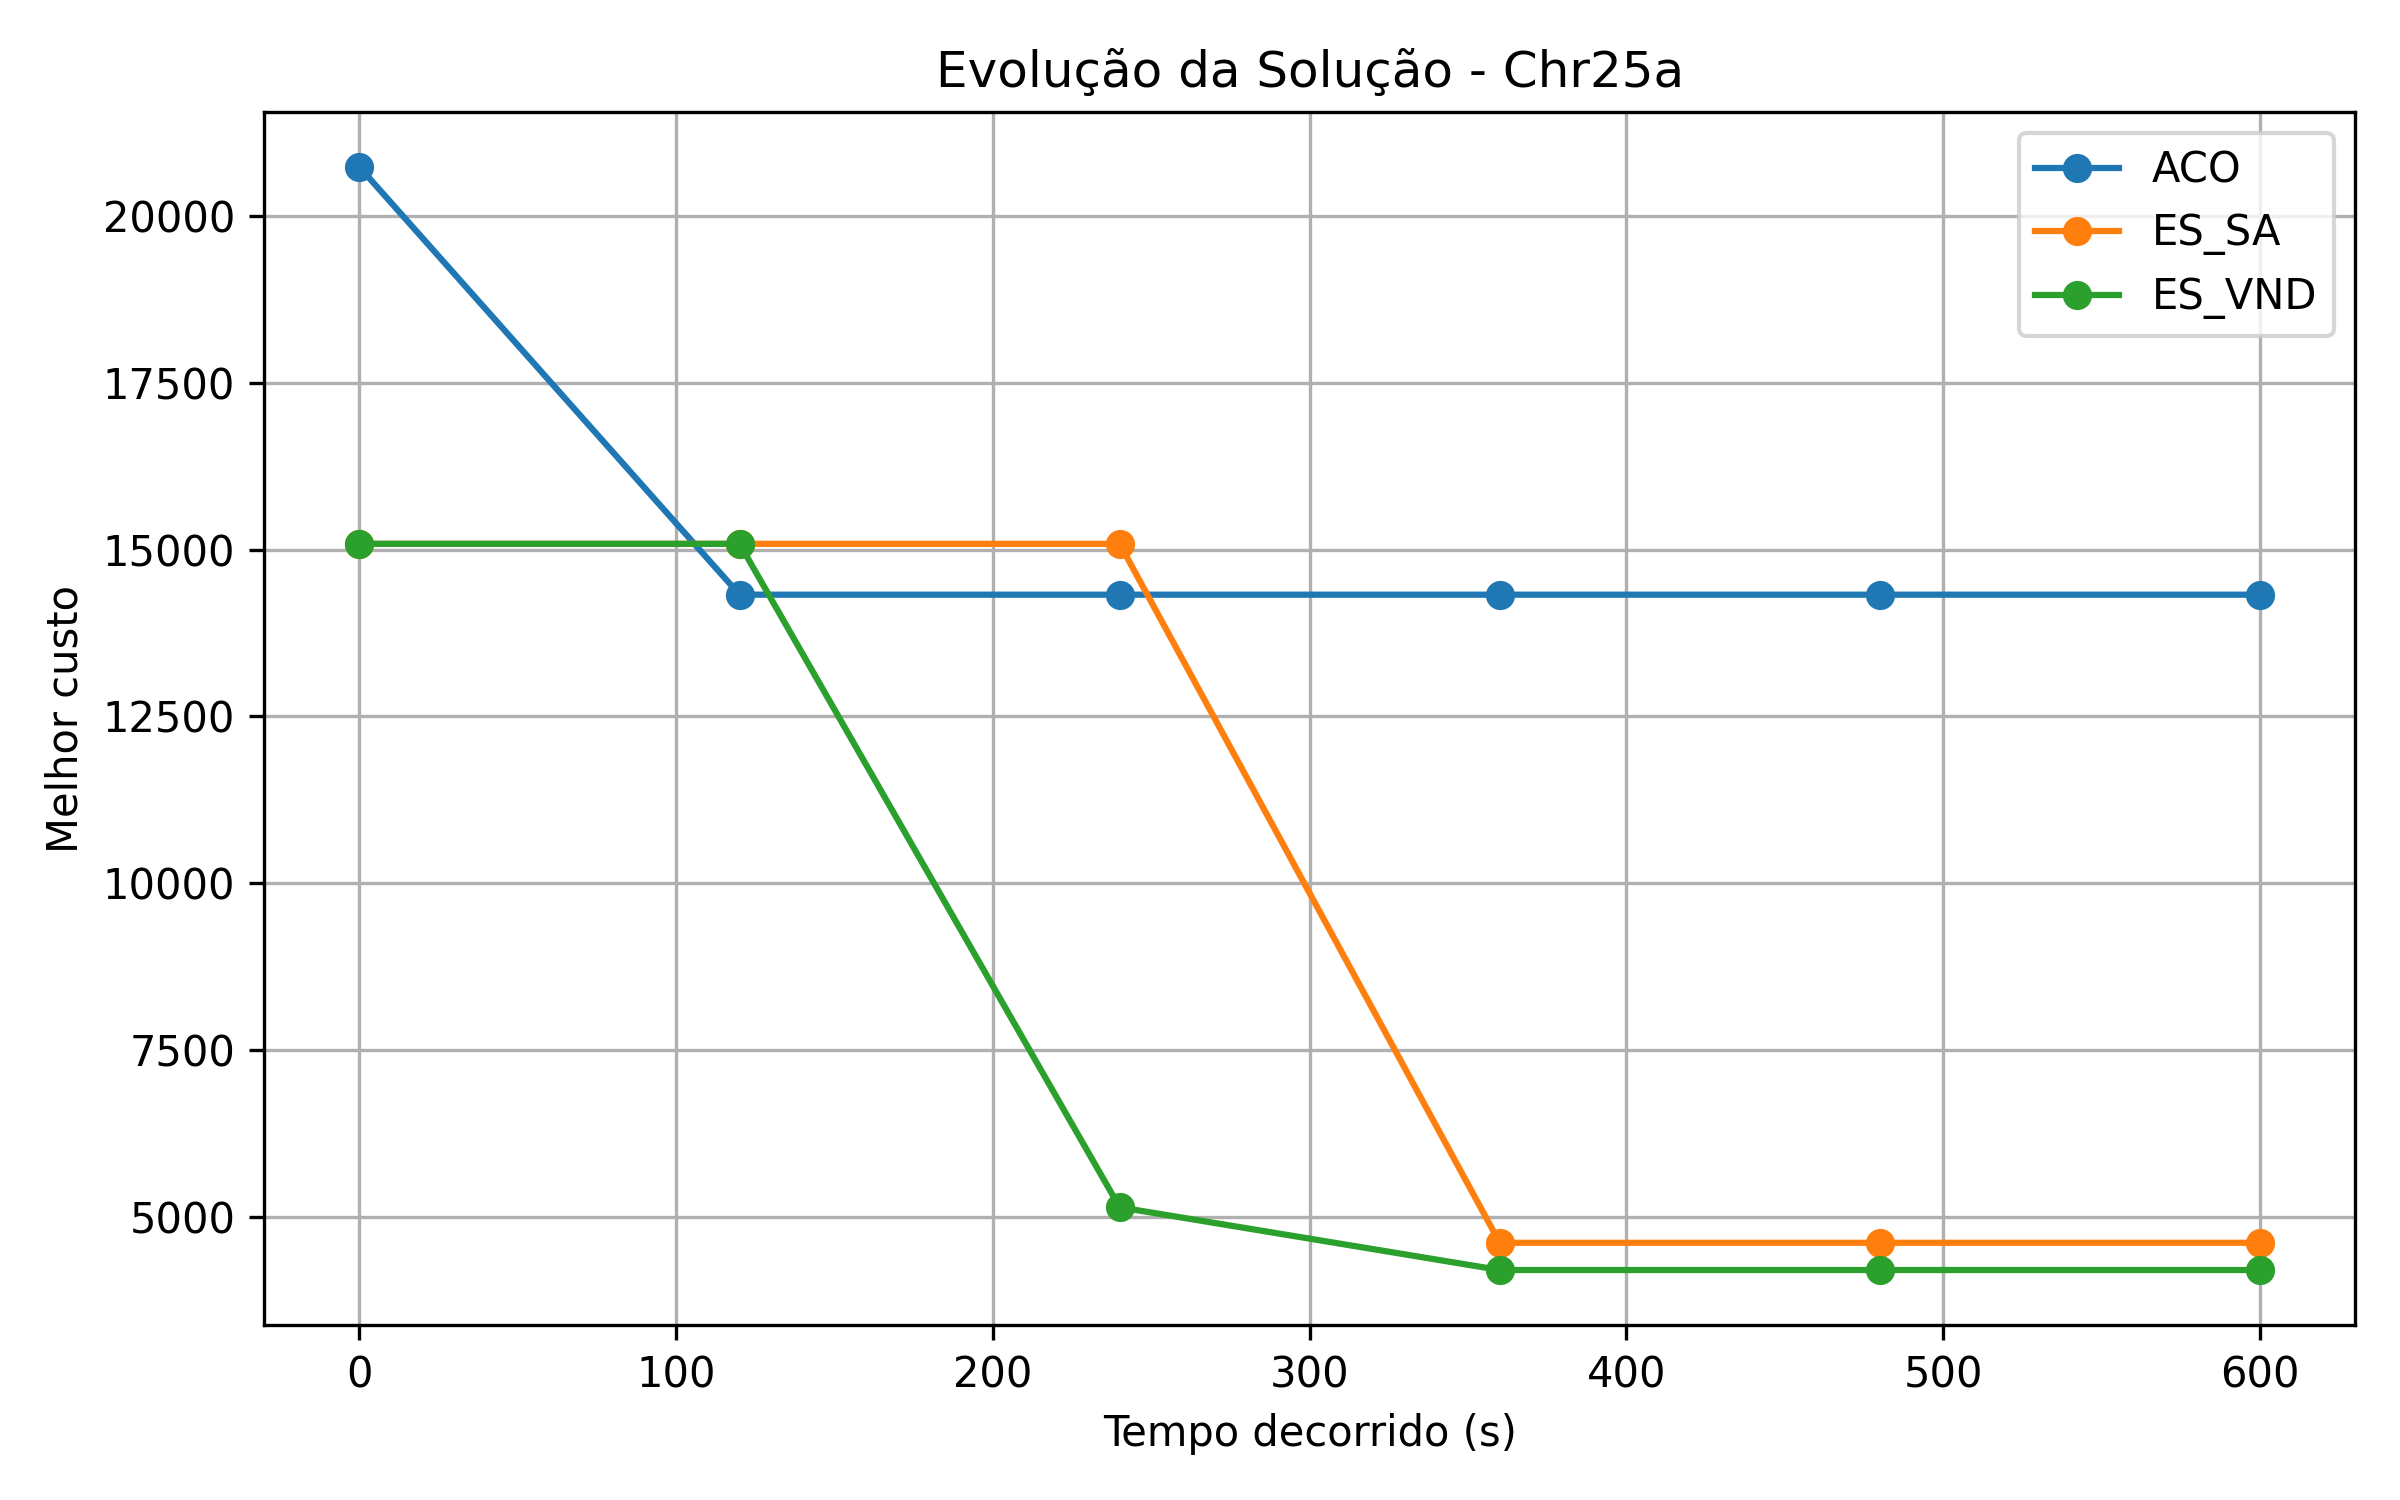 Evolução da Solução - Chr25a
ACO
ES_SA
ES_VND
Melhor custo
20000
17500
15000
12500
10000
7500
5000
0 100 200 300 400 500 600
Tempo decorrido (s)